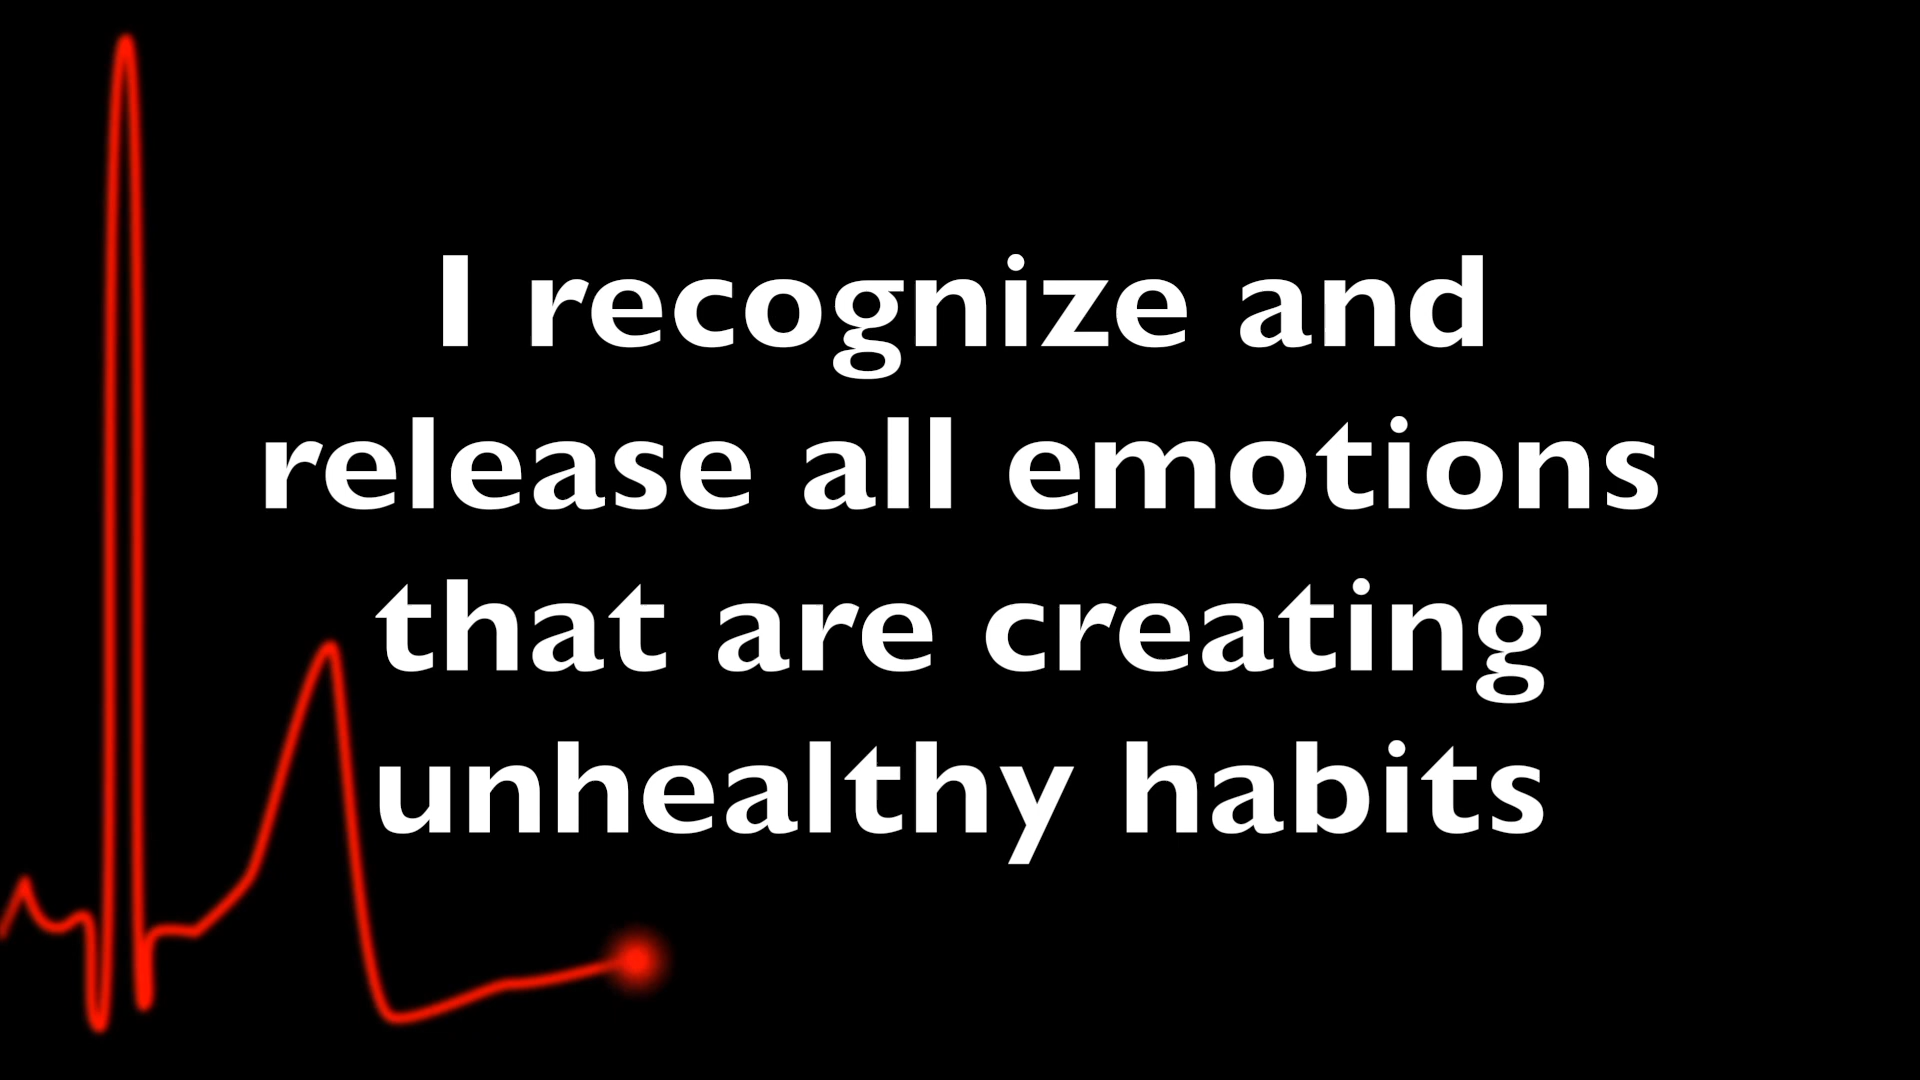 I recognize and
release all emotions
that are creating
unhealthy habits